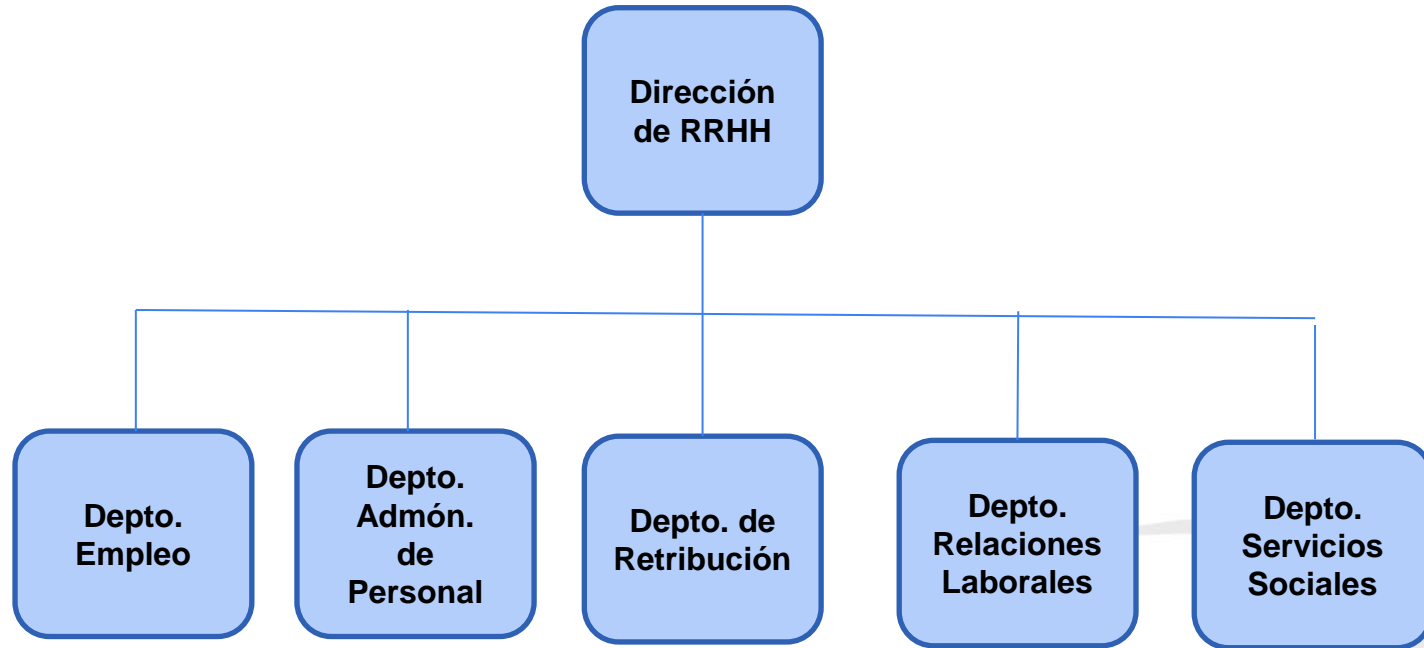 Dirección
de RRHH
Depto.
Empleo
Depto.
Admón.
de
Personal
Depto. de
Retribución
Depto.
Relaciones
Laborales
Depto.
Servicios
Sociales